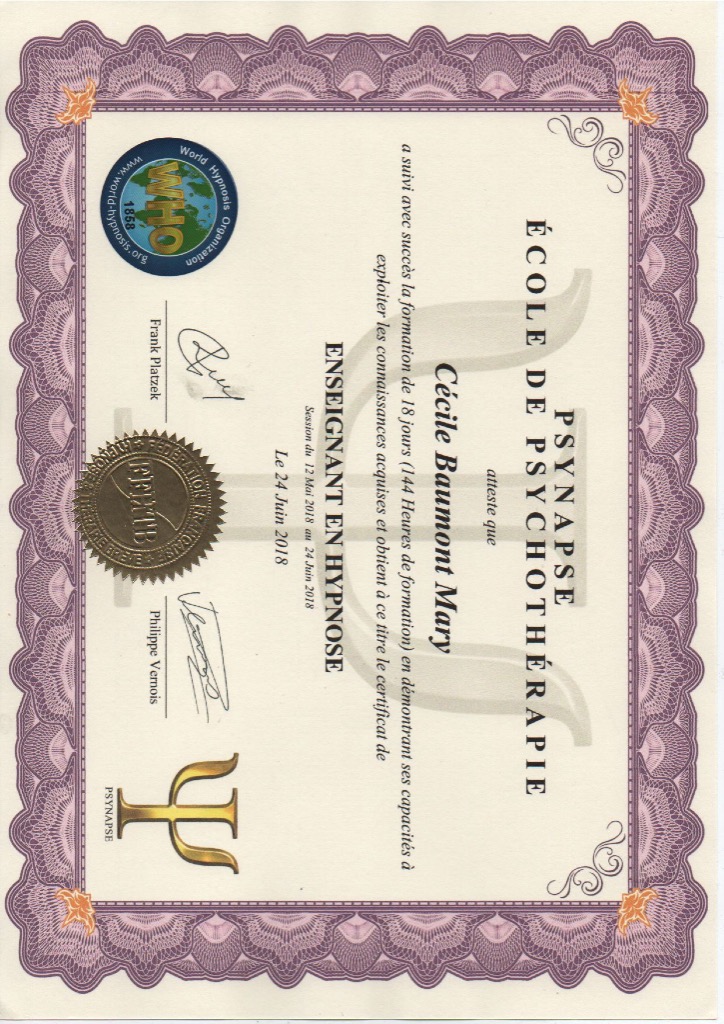 PSYNAPSE
ÉCOLE DE PSYCHOTHÉRAPIE
atteste que
Cécile Baumont Mary
a suivi avec succès la formation de 18 jours (144 Heures de formation) en démontrant ses capacités à
exploiter les connaissances acquises et obtient à ce titre le certificat de
ENSEIGNANT EN HYPNOSE
Session du 12 Mai 2018 au 24 Juin 2018
Le 24 Juin 2018
World Hypnosis Organization
WHO
1858
www.world-hypnosis.org
Frank Platzek
Philippe Vernois
PSYNAPSE